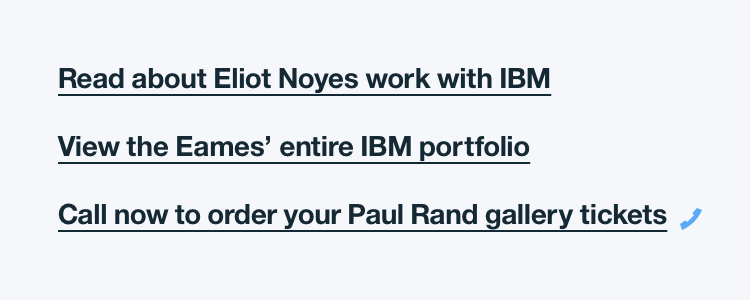 Read about Eliot Noyes work with IBM
View the Eames’ entire IBM portfolio
Call now to order your Paul Rand gallery tickets